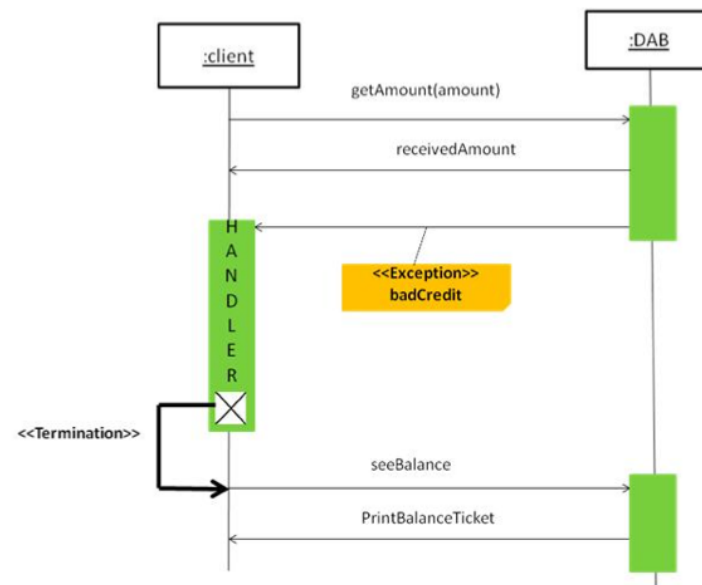 :client
:DAB
getAmount(amount)
receivedAmount
H
A
N
D
L
E
R
<<Exception>>
badCredit
<<Termination>>
seeBalance
PrintBalanceTicket